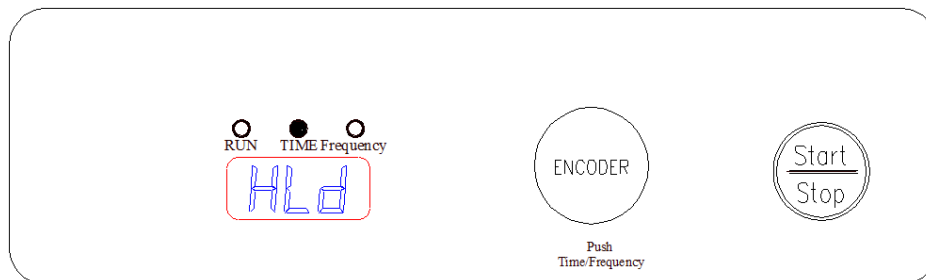 RUN TIME Frequency
HLd
ENCODER
Push
Time/Frequency
Start
Stop